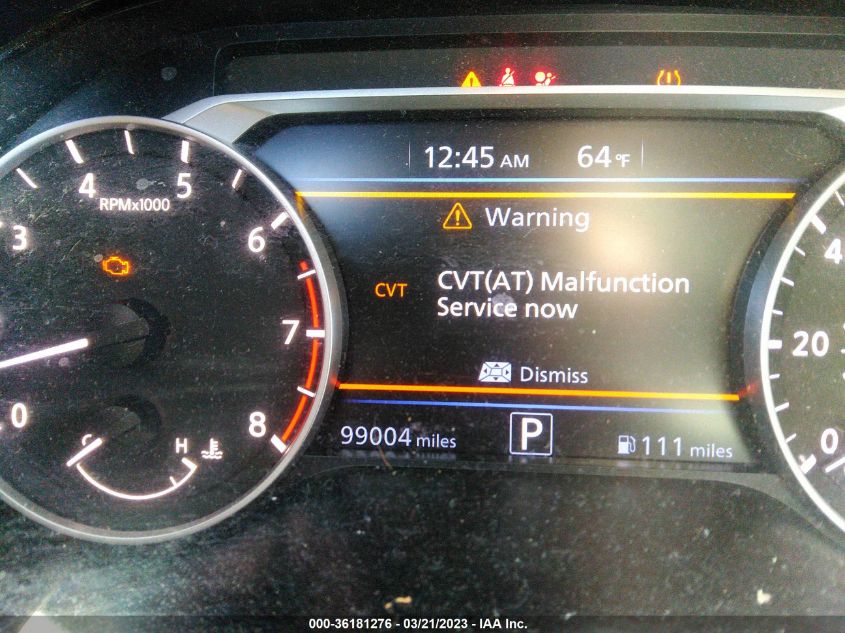 12:45 AM 64°F
Warning
CVT CVT(AT) Malfunction
Service now
Dismiss
99004 miles P 111 miles
0 3 4 5 6 7 8
RPMx1000
C H
4 20 0
000-36181276 - 03/21/2023 - IAA Inc.